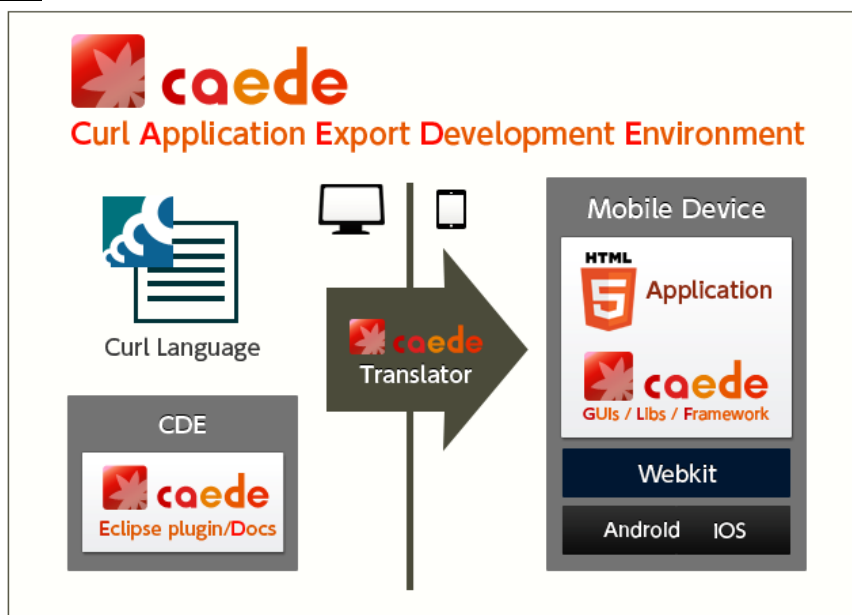 caede
Curl Application Export Development Environment
Curl Language
CDE
caede
Eclipse plugin/Docs
caede
Translator
Mobile Device
HTML
5
Application
caede
GUIs / Libs / Framework
Webkit
Android iOS